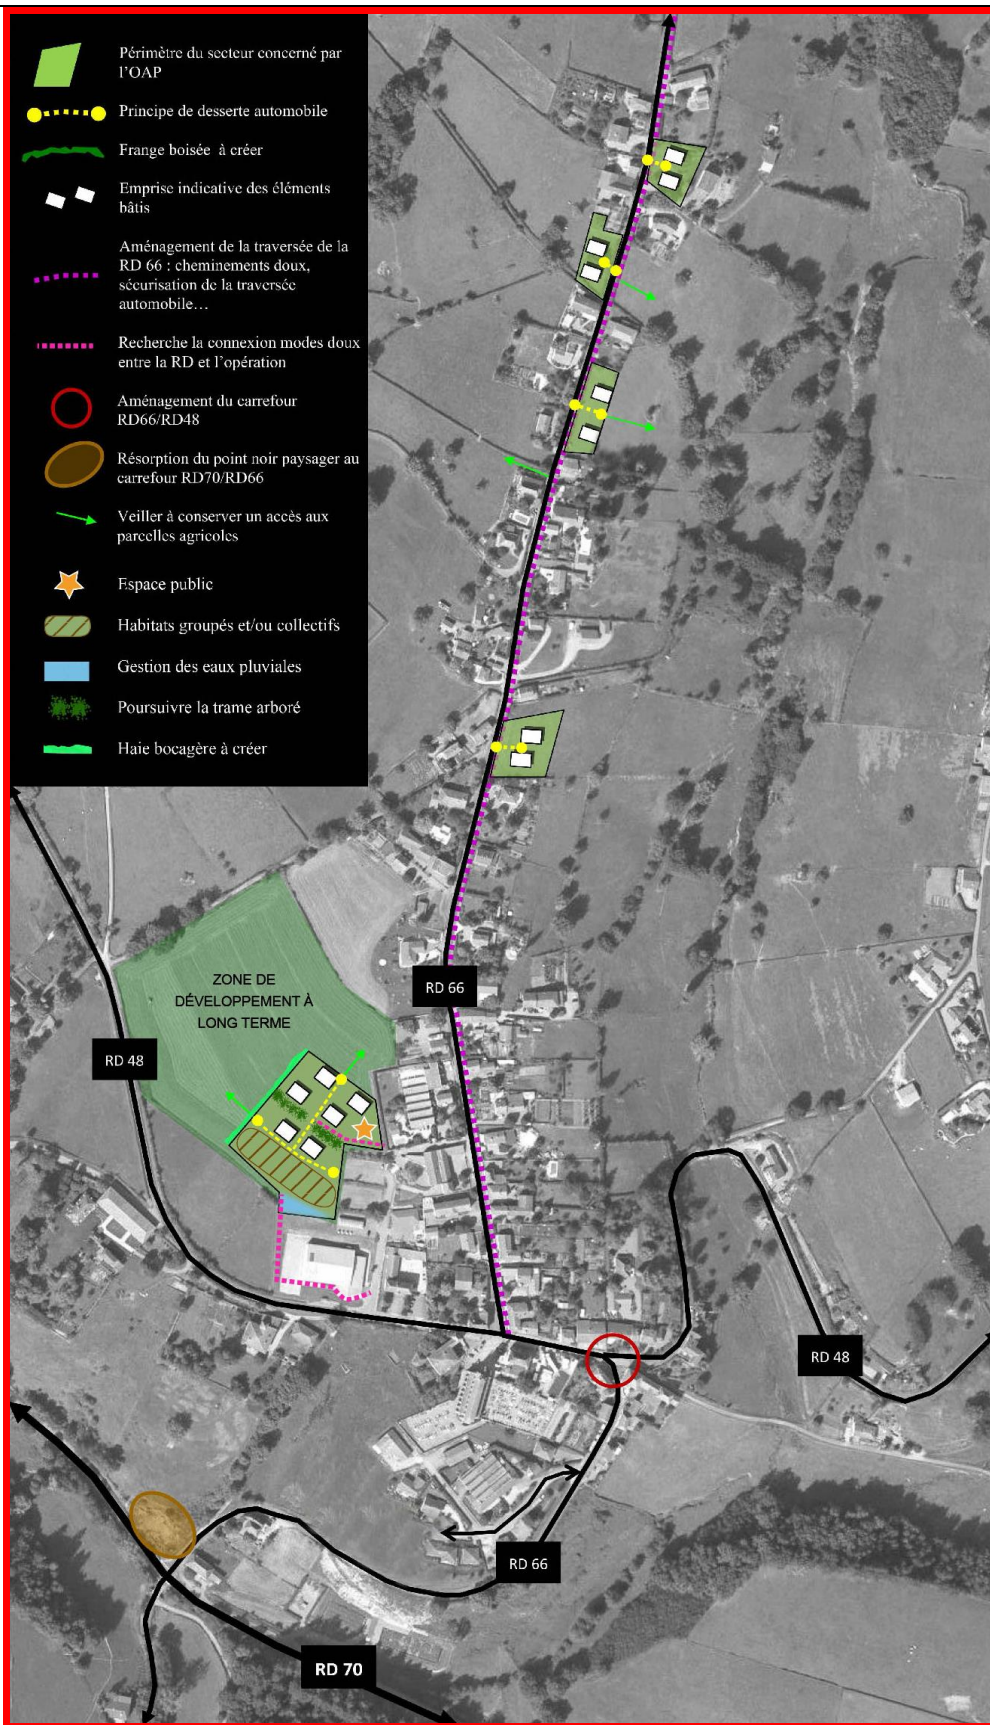 Périmètre du secteur concerné par
l'OAP
Principe de desserte automobile
Frange boisée à créer
Emprise indicative des éléments
bâtis
Aménagement de la traversée de la
RD 66 : cheminements doux,
sécurisation de la traversée
automobile…
Recherche la connexion modes doux
entre la RD et l'opération
Aménagement du carrefour
RD66/RD48
Résorption du point noir paysager au
carrefour RD70/RD66
Veiller à conserver un accès aux
parcelles agricoles
Espace public
Habitats groupés et/ou collectifs
Gestion des eaux pluviales
Poursuivre la trame arboré
Haie bocagère à créer
ZONE DE
DÉVELOPPEMENT À
LONG TERME
RD 66
RD 48
RD 48
RD 66
RD 70